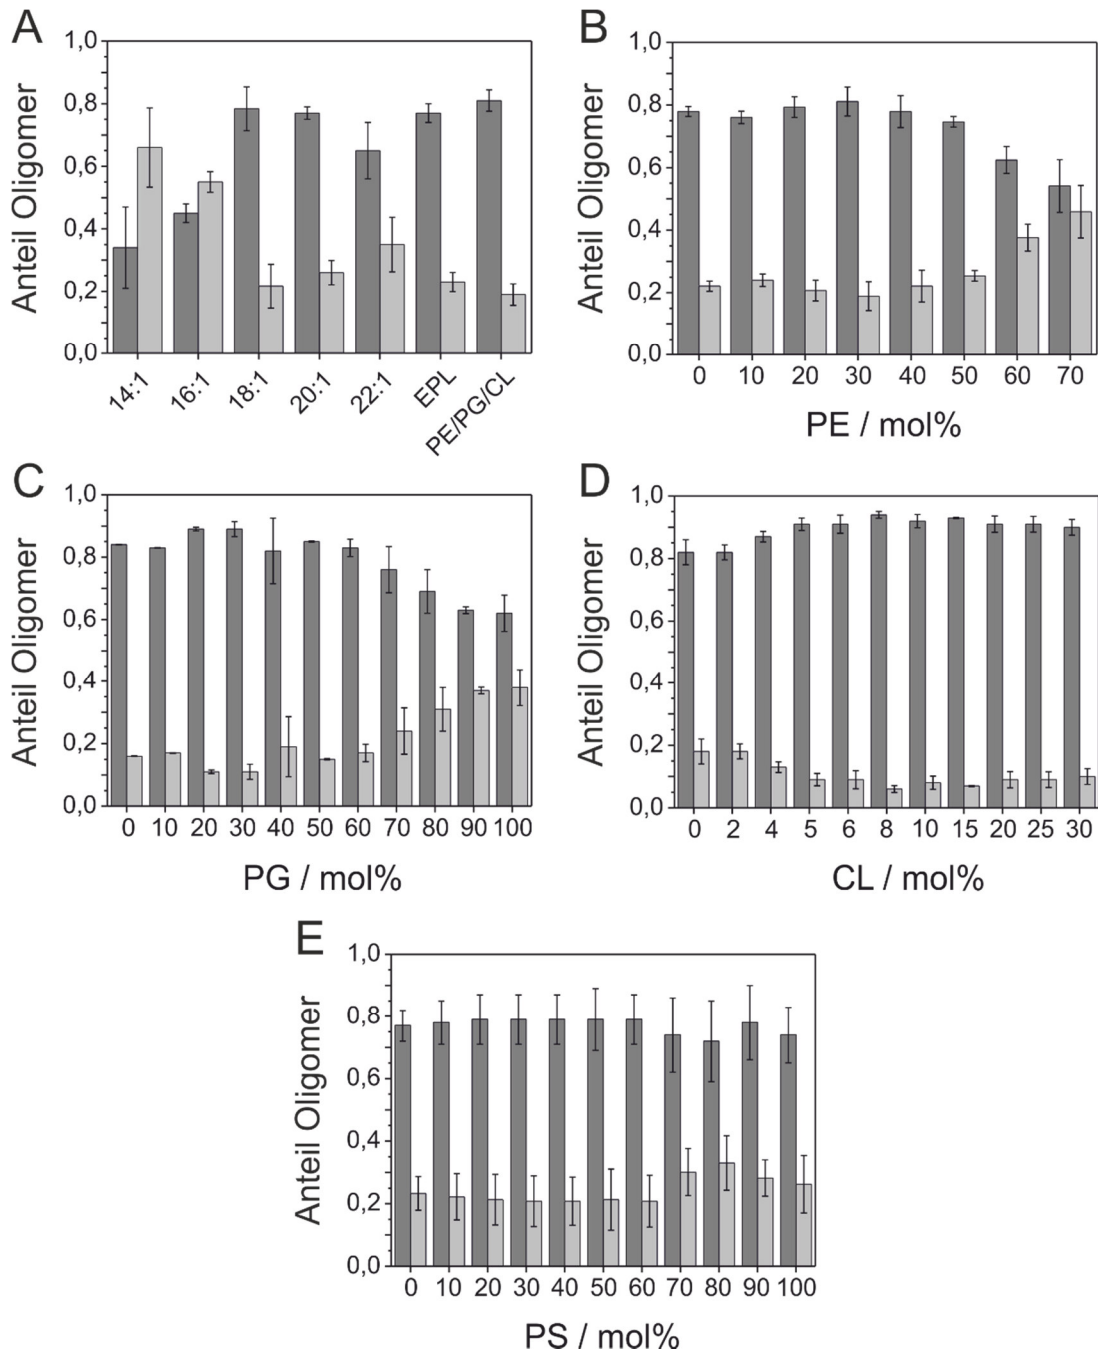 A
1,0
0,8
0,6
0,4
0,2
0,0
Anteil Oligomer
14:1
16:1
18:1
20:1
22:1
EPL
PE/PG/CL
B
1,0
0,8
0,6
0,4
0,2
0,0
Anteil Oligomer
0 10 20 30 40 50 60 70
PE / mol%
C
1,0
0,8
0,6
0,4
0,2
0,0
Anteil Oligomer
0 10 20 30 40 50 60 70 80 90 100
PG / mol%
D
1,0
0,8
0,6
0,4
0,2
0,0
Anteil Oligomer
0 2 4 5 6 8 10 15 20 25 30
CL / mol%
E
1,0
0,8
0,6
0,4
0,2
0,0
Anteil Oligomer
0 10 20 30 40 50 60 70 80 90 100
PS / mol%